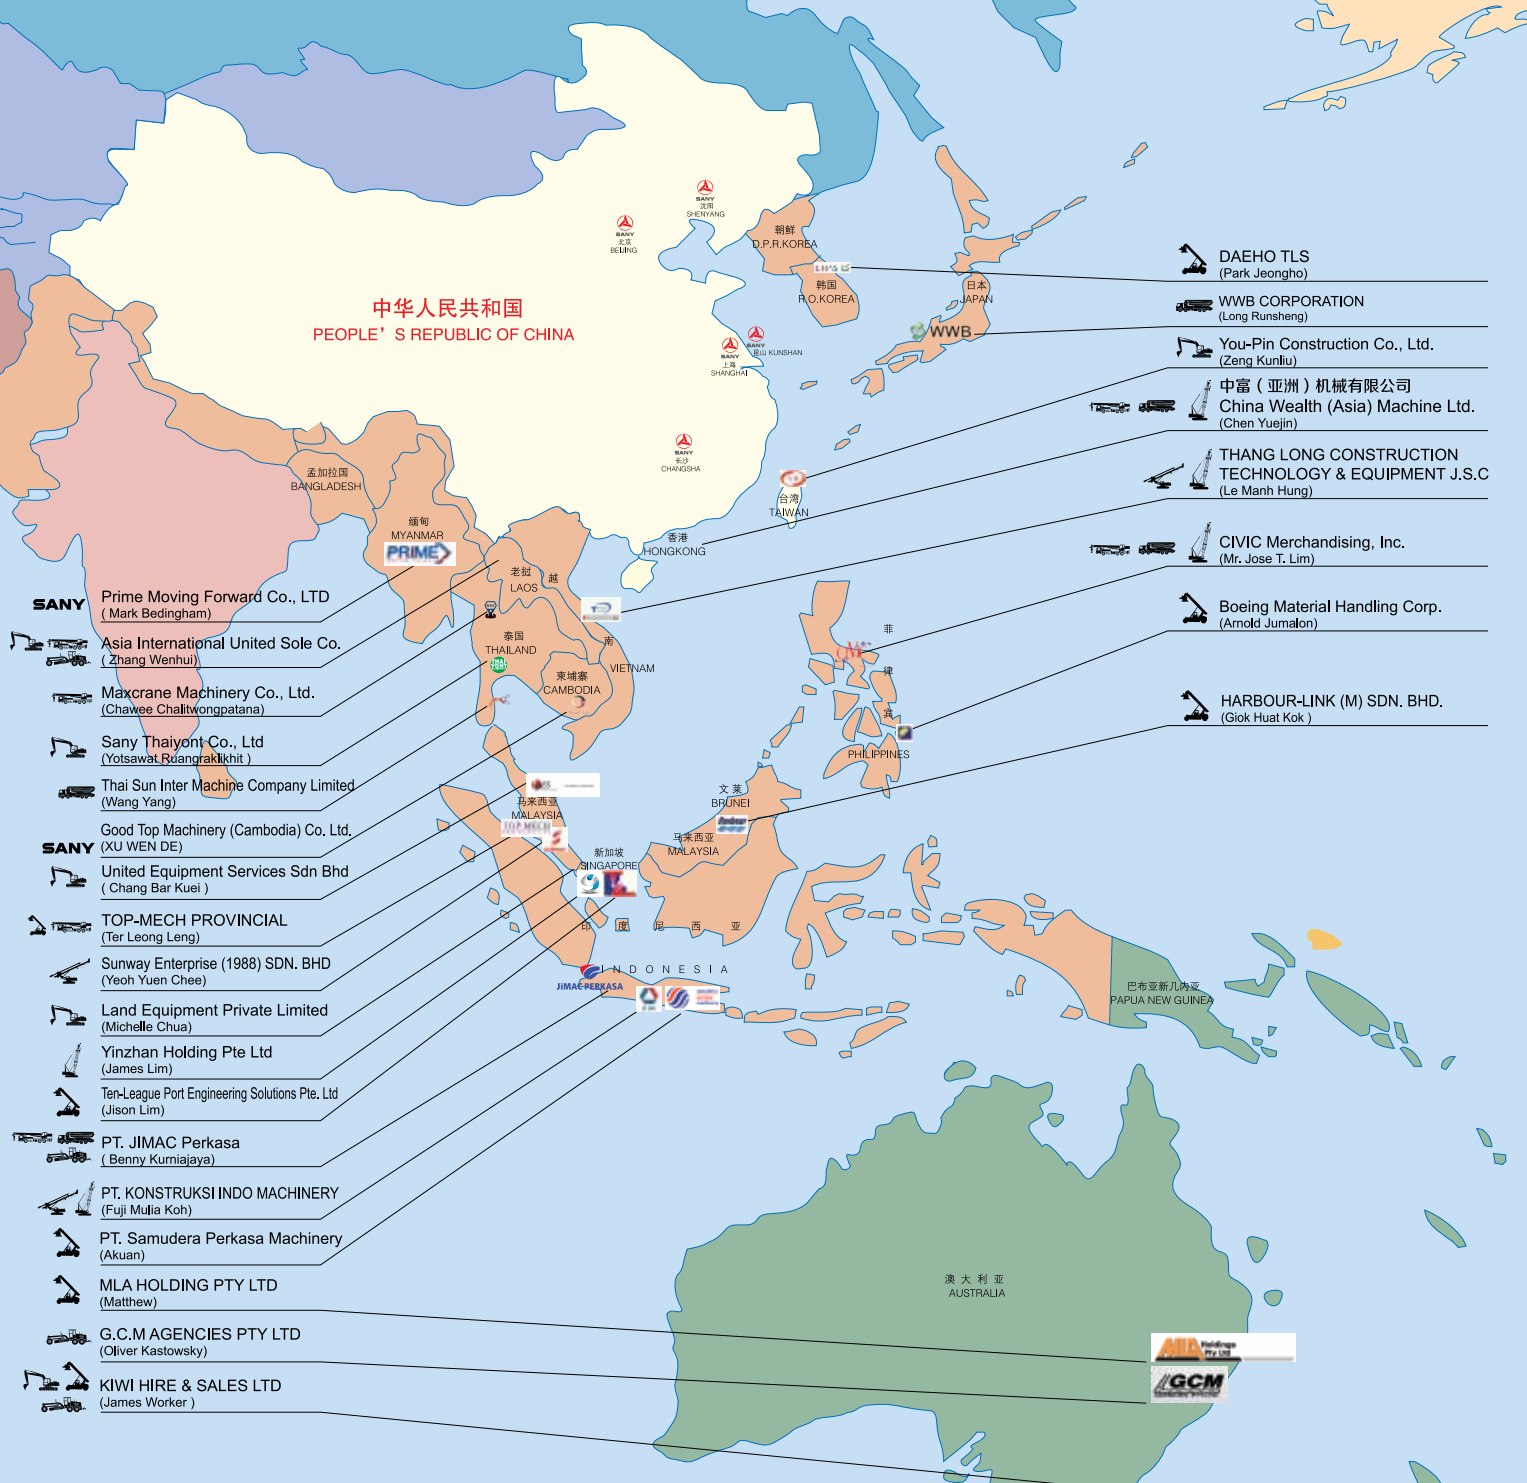 SANY
沈阳
SHENYANG
SANY
北京
BEIJING
朝鲜
D.P.R.KOREA
韩国
R.O.KOREA
日本
JAPAN
WWB
中华人民共和国
PEOPLE’S REPUBLIC OF CHINA
SANY
昆山 KUNSHAN
SANY
上海
SHANGHAI
SANY
长沙
CHANGSHA
孟加拉国
BANGLADESH
缅甸
MYANMAR
PRIME
台湾
TAIWAN
香港
HONGKONG
老挝
LAOS
越
南
VIETNAM
泰国
THAILAND
柬埔寨
CAMBODIA
菲
律
宾
PHILIPPINES
文 莱
BRUNEI
马来西亚
MALAYSIA
TOP-MECH
马来西亚
MALAYSIA
新加坡
SINGAPORE
印 度 尼 西 亚
INDONESIA
JIMAC PERKASA
巴布亚新几内亚
PAPUA NEW GUINEA
澳 大 利 亚
AUSTRALIA
MLA Holdings
Pty Ltd
GCM
SANY
Prime Moving Forward Co., LTD
( Mark Bedingham)
Asia International United Sole Co.
( Zhang Wenhui)
Maxcrane Machinery Co., Ltd.
(Chawee Chalitwongpatana)
Sany Thaiyont Co., Ltd
(Yotsawat Ruangraklikhit )
Thai Sun Inter Machine Company Limited
(Wang Yang)
Good Top Machinery (Cambodia) Co. Ltd.
SANY
(XU WEN DE)
United Equipment Services Sdn Bhd
( Chang Bar Kuei )
TOP-MECH PROVINCIAL
(Ter Leong Leng)
Sunway Enterprise (1988) SDN. BHD
(Yeoh Yuen Chee)
Land Equipment Private Limited
(Michelle Chua)
Yinzhan Holding Pte Ltd
(James Lim)
Ten-League Port Engineering Solutions Pte. Ltd
(Jison Lim)
PT. JIMAC Perkasa
( Benny Kurniajaya)
PT. KONSTRUKSI INDO MACHINERY
(Fuji Mulia Koh)
PT. Samudera Perkasa Machinery
(Akuan)
MLA HOLDING PTY LTD
(Matthew)
G.C.M AGENCIES PTY LTD
(Oliver Kastowsky)
KIWI HIRE & SALES LTD
(James Worker )
DAEHO TLS
(Park Jeongho)
WWB CORPORATION
(Long Runsheng)
You-Pin Construction Co., Ltd.
(Zeng Kunliu)
中富（亚洲）机械有限公司
China Wealth (Asia) Machine Ltd.
(Chen Yuejin)
THANG LONG CONSTRUCTION
TECHNOLOGY & EQUIPMENT J.S.C
(Le Manh Hung)
CIVIC Merchandising, Inc.
(Mr. Jose T. Lim)
Boeing Material Handling Corp.
(Arnold Jumalon)
HARBOUR-LINK (M) SDN. BHD.
(Giok Huat Kok )